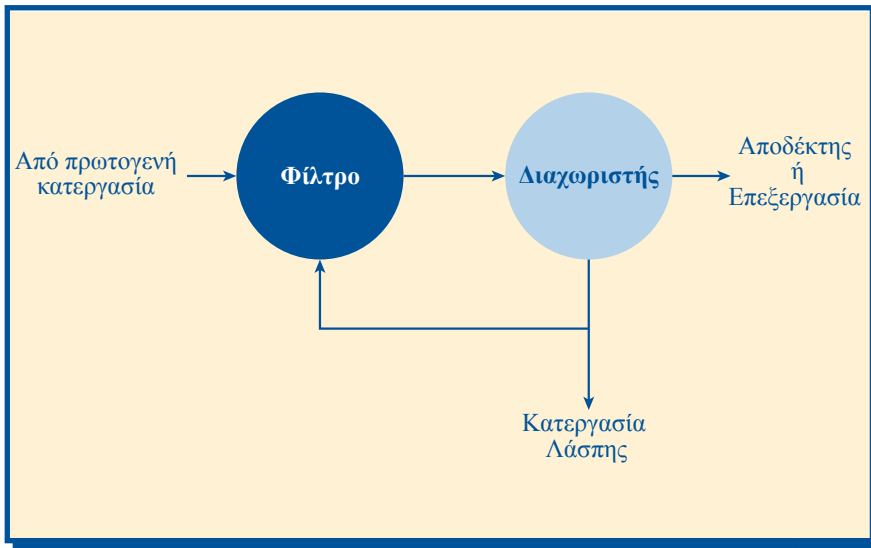 Από πρωτογενή
κατεργασία
Φίλτρο
Διαχωριστής
Αποδέκτης
ή
Επεξεργασία
Κατεργασία
Λάσπης